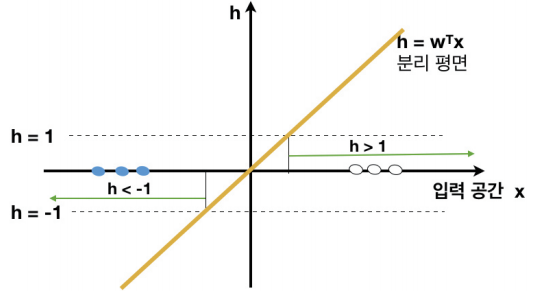 h
h = wᵀx
분리 평면
h = 1
h > 1
h < -1
입력 공간 x
h = -1